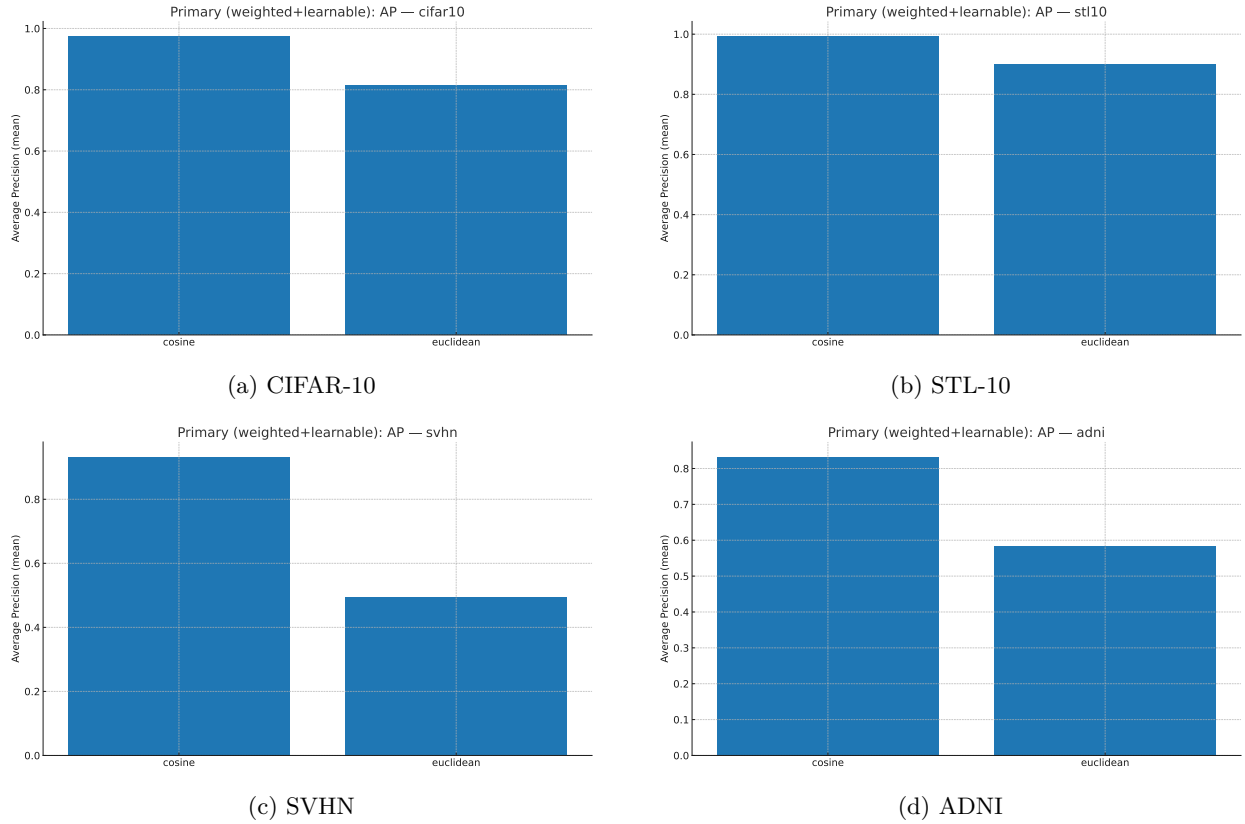 Primary (weighted+learnable): AP — cifar10
Average Precision (mean)
1.0
0.8
0.6
0.4
0.2
0.0
cosine
euclidean
(a) CIFAR-10
Primary (weighted+learnable): AP — stl10
Average Precision (mean)
1.0
0.8
0.6
0.4
0.2
0.0
cosine
euclidean
(b) STL-10
Primary (weighted+learnable): AP — svhn
Average Precision (mean)
0.8
0.6
0.4
0.2
0.0
cosine
euclidean
(c) SVHN
Primary (weighted+learnable): AP — adni
Average Precision (mean)
0.8
0.7
0.6
0.5
0.4
0.3
0.2
0.1
0.0
cosine
euclidean
(d) ADNI